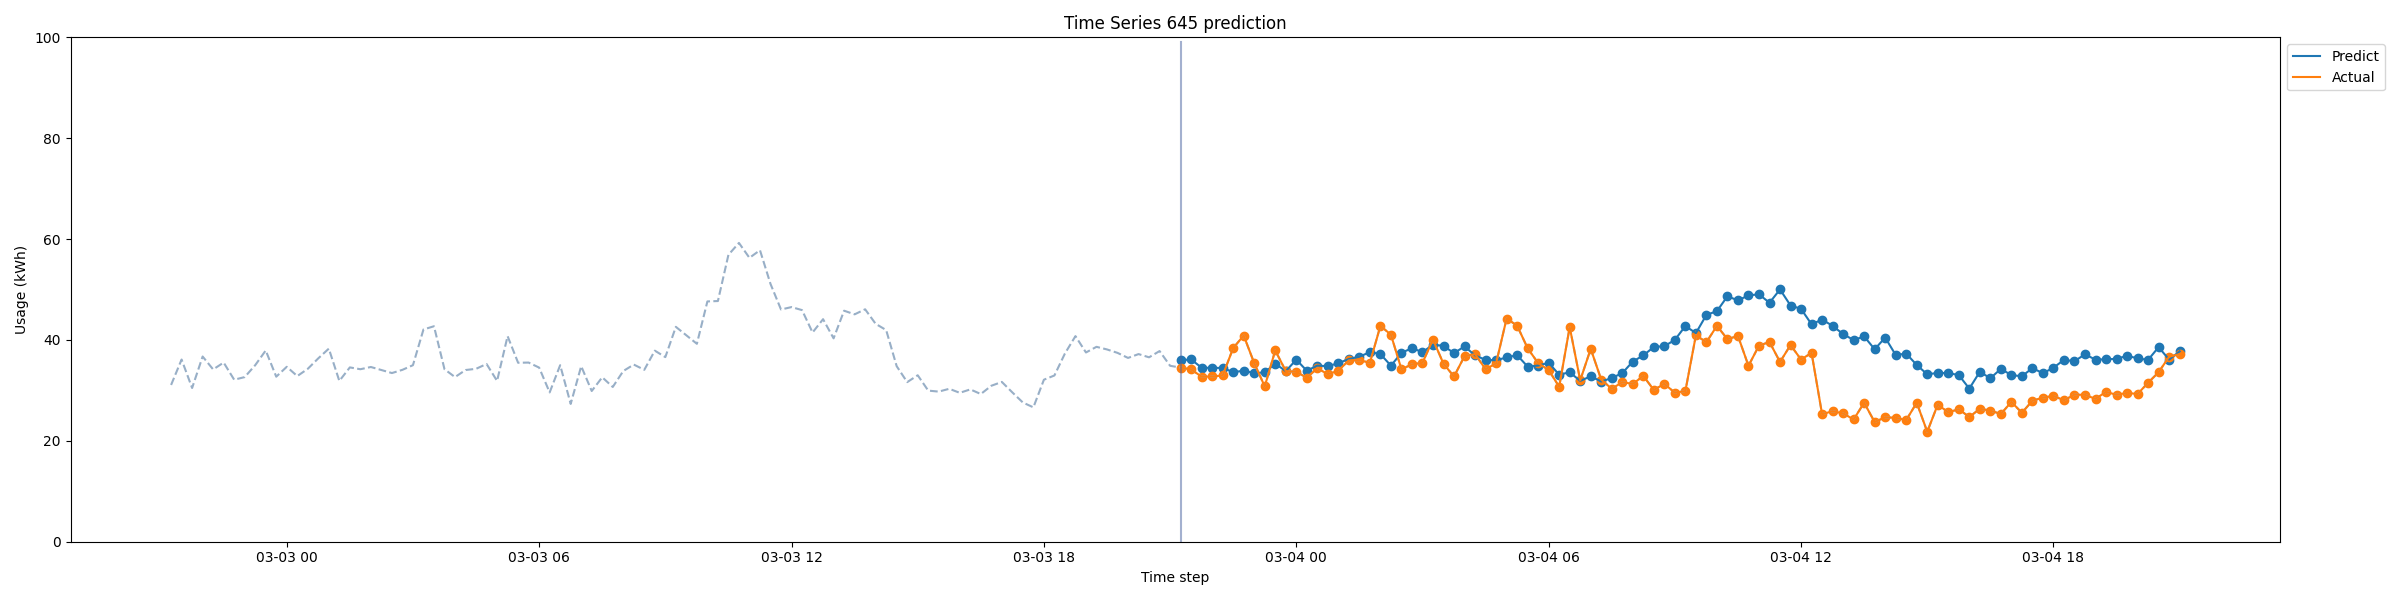 Time Series 645 prediction
100
80
60
40
20
0
Usage (kWh)
03-03 00
03-03 06
03-03 12
03-03 18
03-04 00
03-04 06
03-04 12
03-04 18
Time step
Predict
Actual